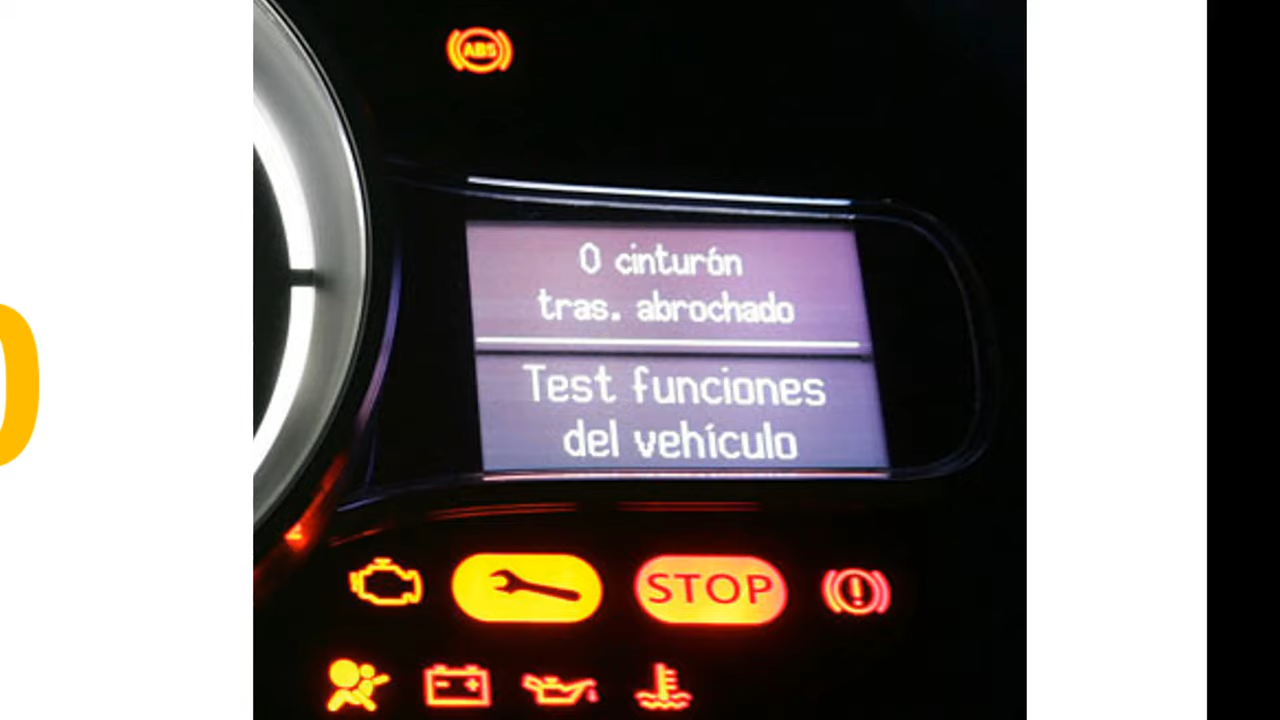 ABS
0 cinturón
tras. abrochado
Test funciones
del vehículo
STOP